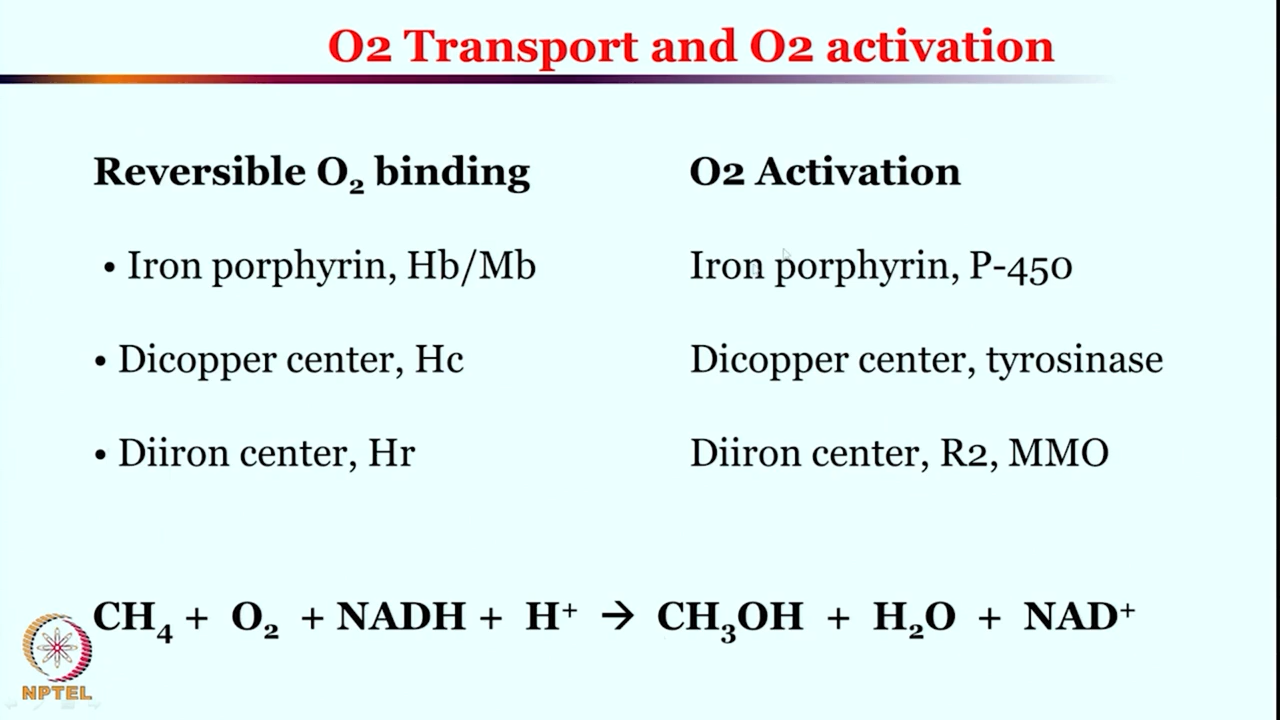 O2 Transport and O2 activation
Reversible O₂ binding
O2 Activation
• Iron porphyrin, Hb/Mb
Iron porphyrin, P-450
• Dicopper center, Hc
Dicopper center, tyrosinase
• Diiron center, Hr
Diiron center, R2, MMO
CH₄ + O₂ + NADH + H⁺ → CH₃OH + H₂O + NAD⁺
NPTEL